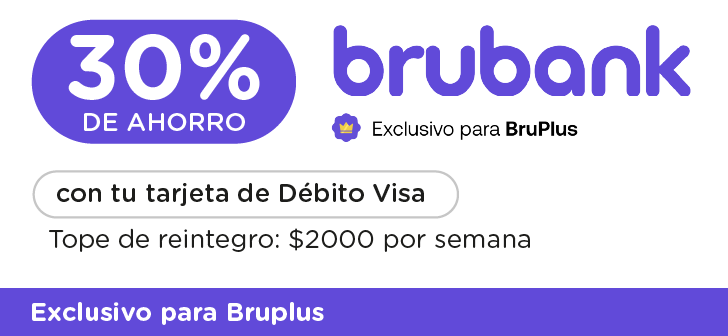 30%
DE AHORRO
brubank
Exclusivo para BruPlus
con tu tarjeta de Débito Visa
Tope de reintegro: $2000 por semana
Exclusivo para Bruplus